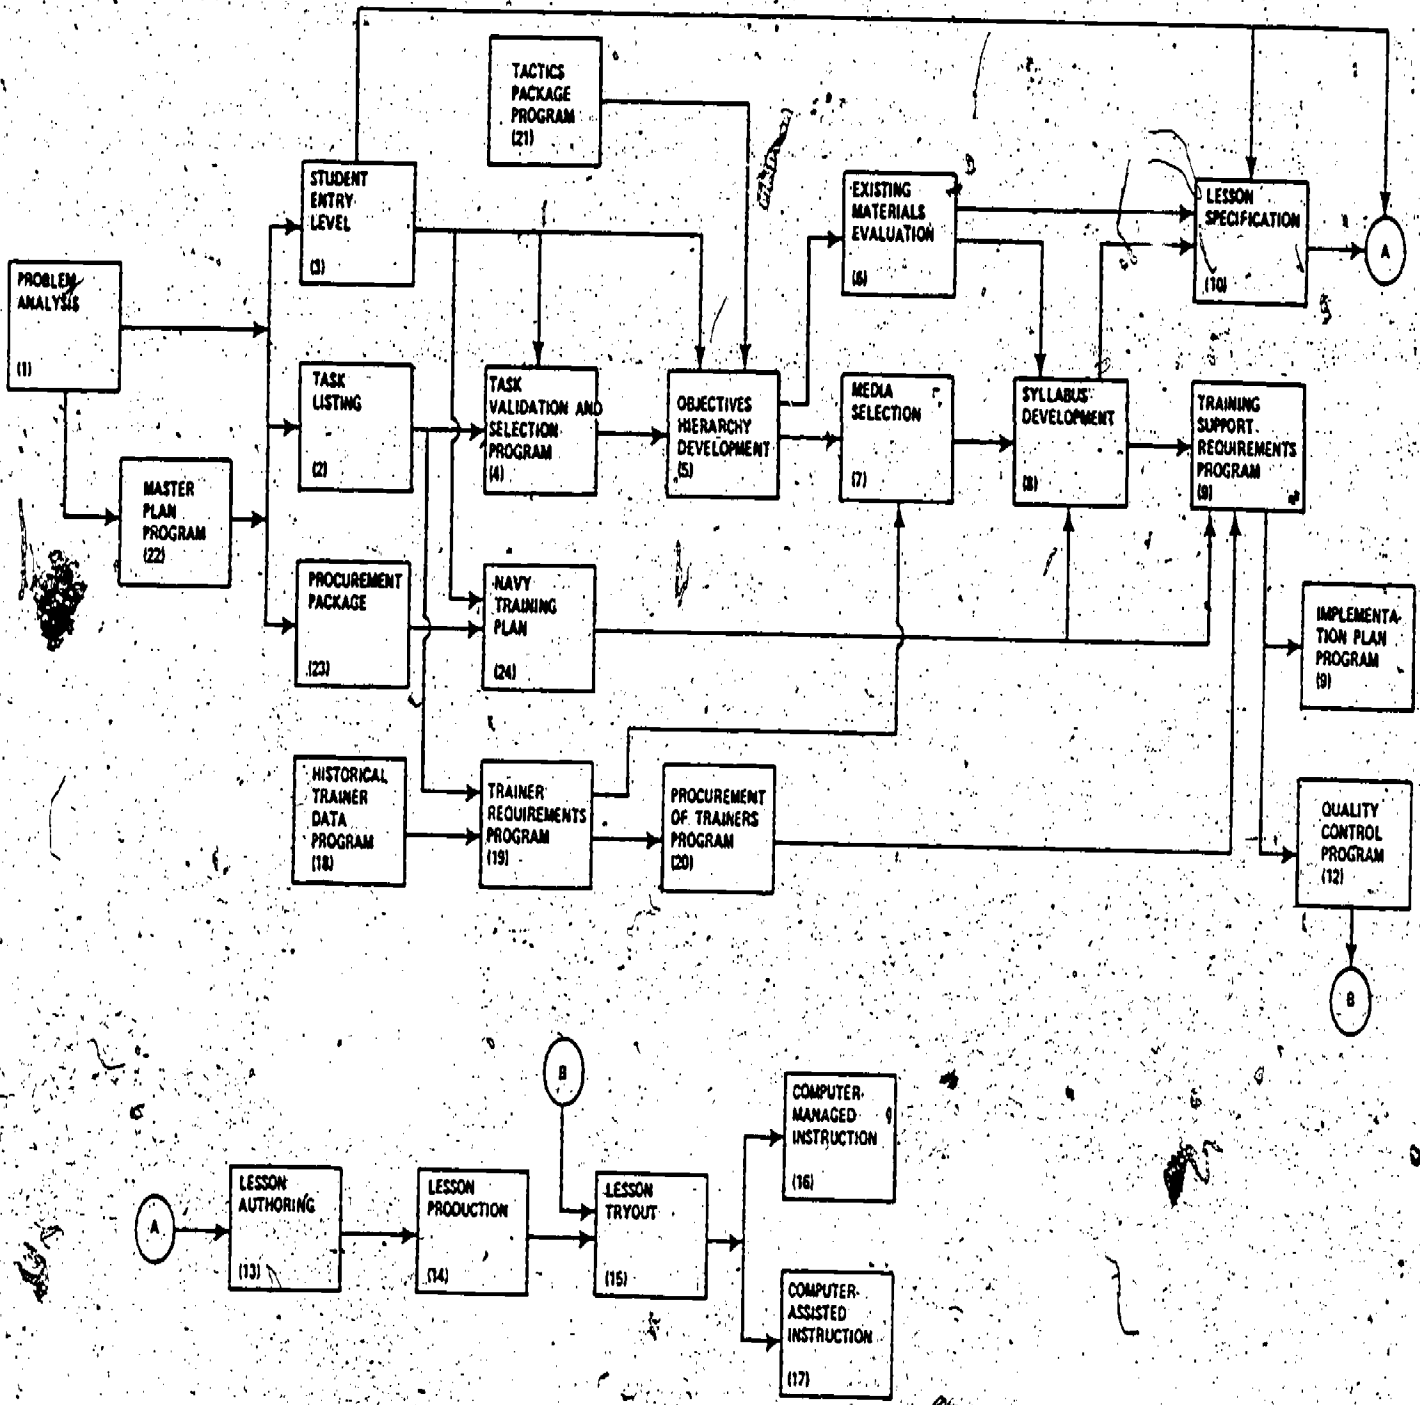 TACTICS
PACKAGE
PROGRAM
(21)
STUDENT
ENTRY
LEVEL
(3)
EXISTING
MATERIALS
EVALUATION
(6)
LESSON
SPECIFICATION
(10)
A
PROBLEM
ANALYSIS
(1)
TASK
LISTING
(2)
TASK
VALIDATION AND
SELECTION
PROGRAM
(4)
OBJECTIVES
HIERARCHY
DEVELOPMENT
(5)
MEDIA
SELECTION
(7)
SYLLABUS
DEVELOPMENT
(8)
TRAINING
SUPPORT
REQUIREMENTS
PROGRAM
(9)
MASTER
PLAN
PROGRAM
(22)
PROCUREMENT
PACKAGE
(23)
NAVY
TRAINING
PLAN
(24)
IMPLEMENTA-
TION PLAN
PROGRAM
(9)
HISTORICAL
TRAINER
DATA
PROGRAM
(18)
TRAINER
REQUIREMENTS
PROGRAM
(19)
PROCUREMENT
OF TRAINERS
PROGRAM
(20)
QUALITY
CONTROL
PROGRAM
(12)
B
B
COMPUTER-
MANAGED
INSTRUCTION
(16)
A
LESSON
AUTHORING
(13)
LESSON
PRODUCTION
(14)
LESSON
TRYOUT
(15)
COMPUTER-
ASSISTED
INSTRUCTION
(17)